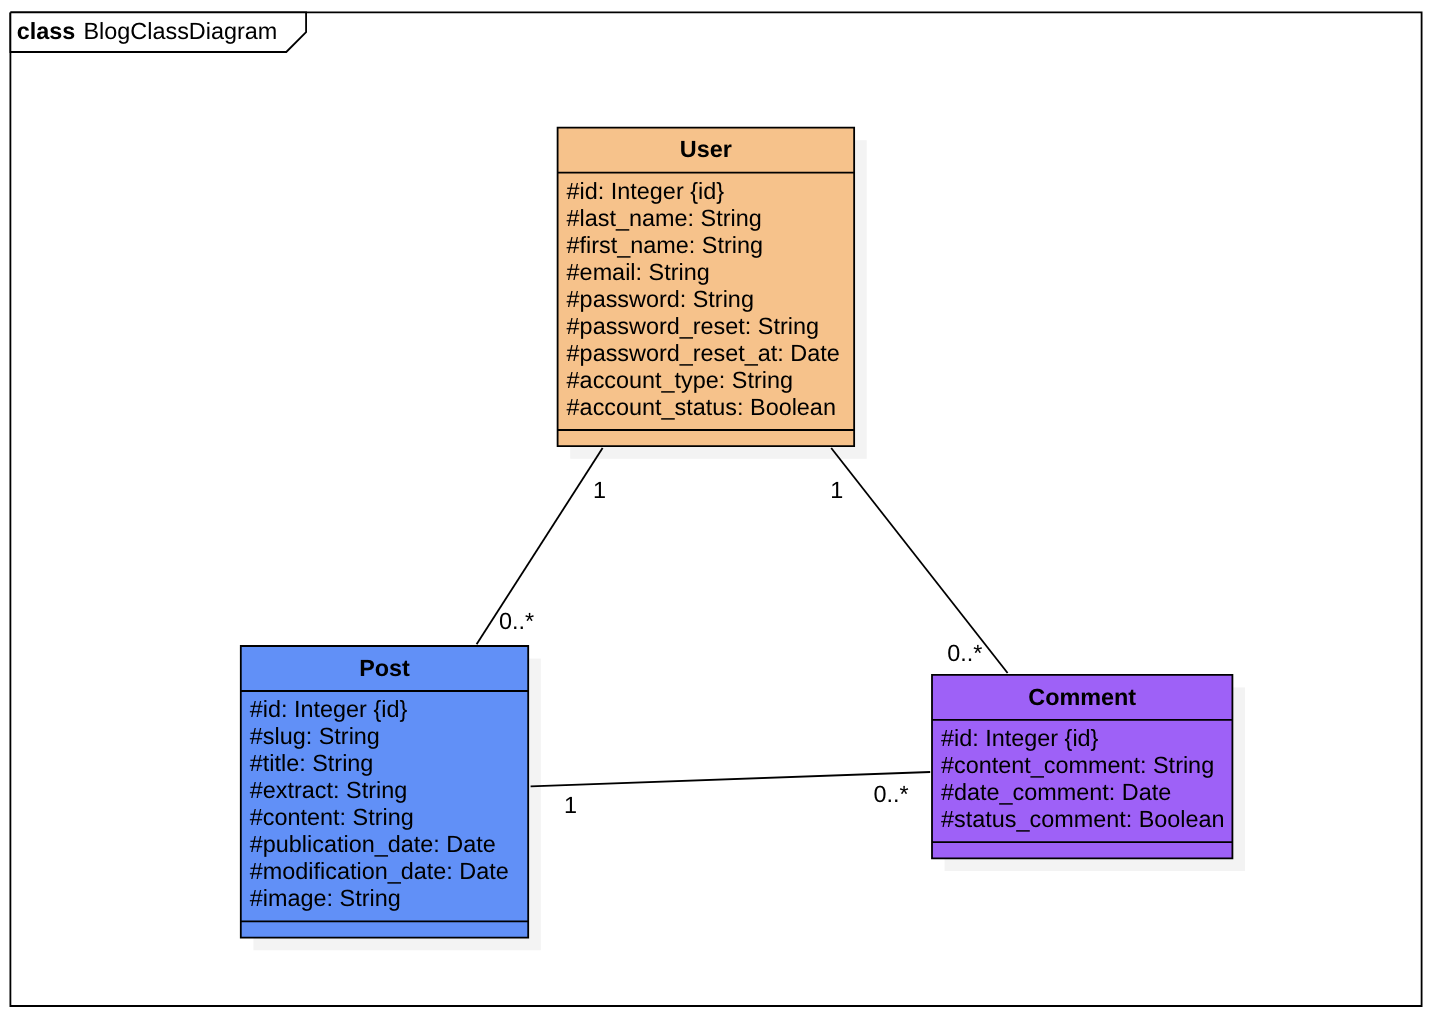 class BlogClassDiagram
User
#id: Integer {id}
#last_name: String
#first_name: String
#email: String
#password: String
#password_reset: String
#password_reset_at: Date
#account_type: String
#account_status: Boolean
1
1
0..*
0..*
Post
#id: Integer {id}
#slug: String
#title: String
#extract: String
#content: String
#publication_date: Date
#modification_date: Date
#image: String
1
0..*
Comment
#id: Integer {id}
#content_comment: String
#date_comment: Date
#status_comment: Boolean